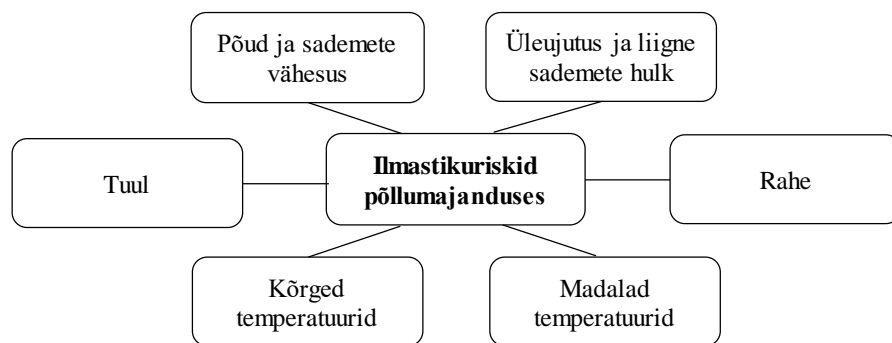 Põud ja sademete
vähesus
Üleujutus ja liigne
sademete hulk
Tuul
Ilmastikuriskid
põllumajanduses
Rahe
Kõrged
temperatuurid
Madalad
temperatuurid